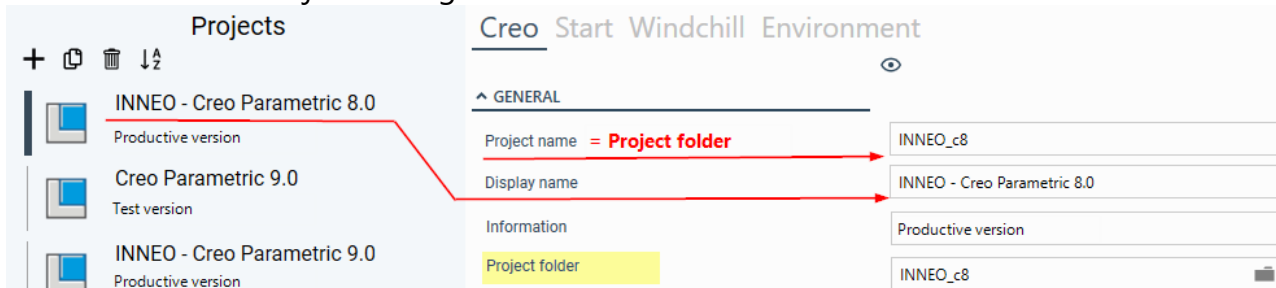 Projects
INNEO - Creo Parametric 8.0
Productive version
Creo Parametric 9.0
Test version
INNEO - Creo Parametric 9.0
Productive version
Creo Start Windchill Environment
GENERAL
Project name = Project folder
INNEO_c8
Display name
INNEO - Creo Parametric 8.0
Information
Productive version
Project folder
INNEO_c8